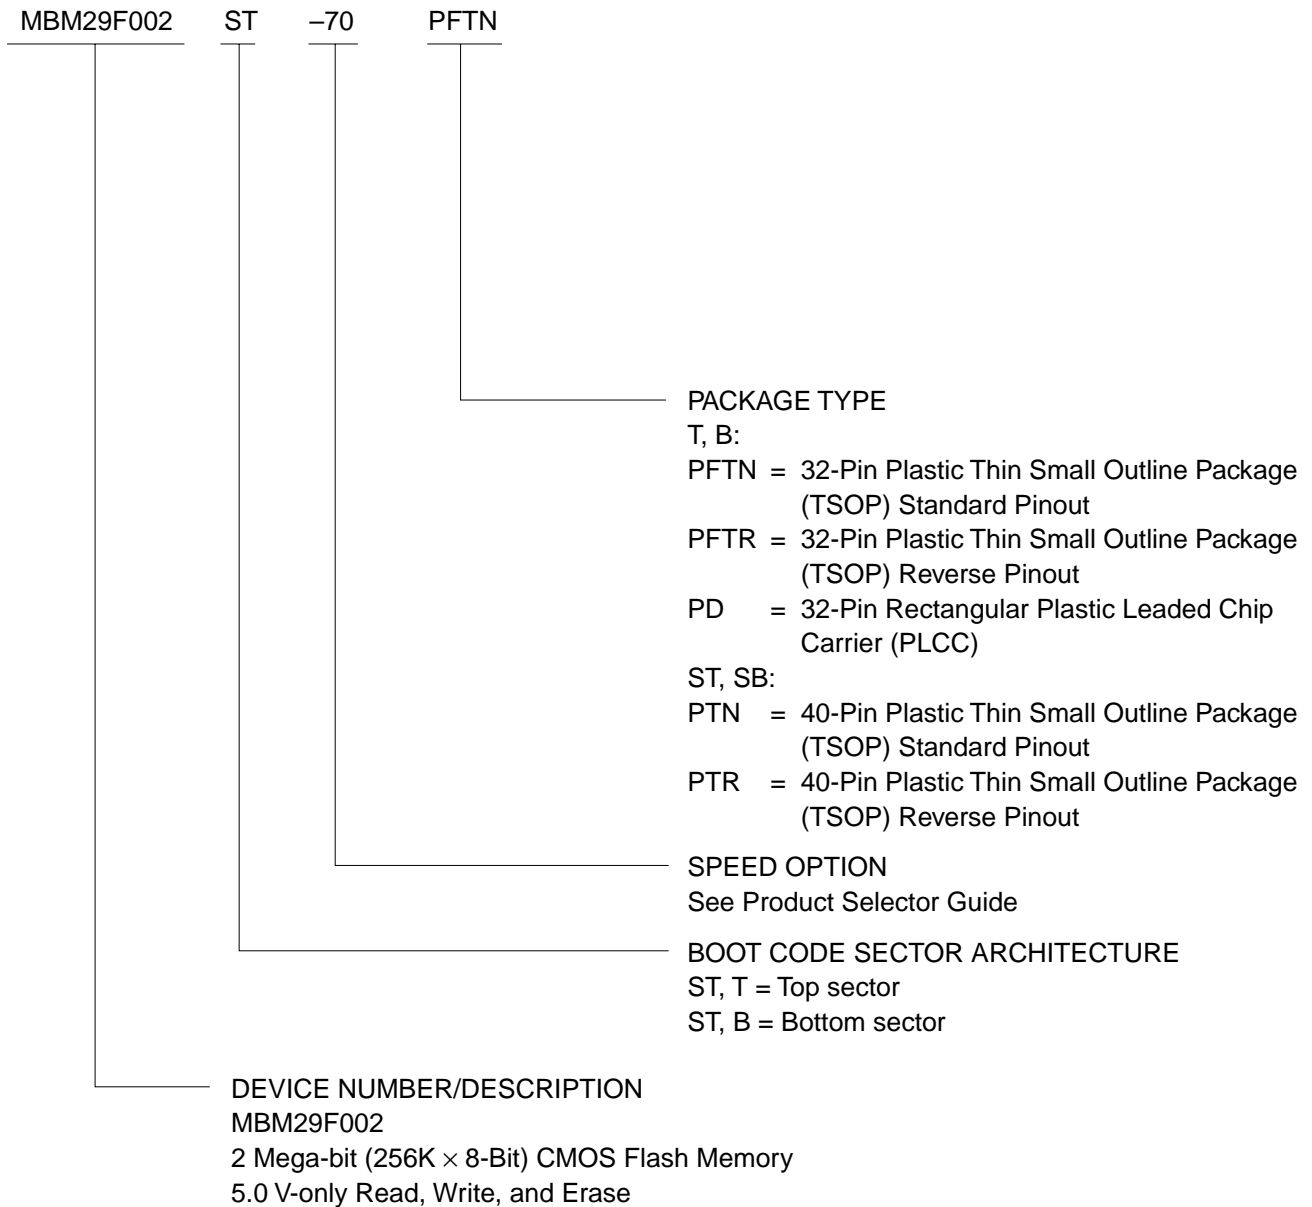 MBM29F002 ST –70 PFTN
PACKAGE TYPE
T, B:
PFTN = 32-Pin Plastic Thin Small Outline Package
(TSOP) Standard Pinout
PFTR = 32-Pin Plastic Thin Small Outline Package
(TSOP) Reverse Pinout
PD = 32-Pin Rectangular Plastic Leaded Chip
Carrier (PLCC)
ST, SB:
PTN = 40-Pin Plastic Thin Small Outline Package
(TSOP) Standard Pinout
PTR = 40-Pin Plastic Thin Small Outline Package
(TSOP) Reverse Pinout
SPEED OPTION
See Product Selector Guide
BOOT CODE SECTOR ARCHITECTURE
ST, T = Top sector
ST, B = Bottom sector
DEVICE NUMBER/DESCRIPTION
MBM29F002
2 Mega-bit (256K × 8-Bit) CMOS Flash Memory
5.0 V-only Read, Write, and Erase